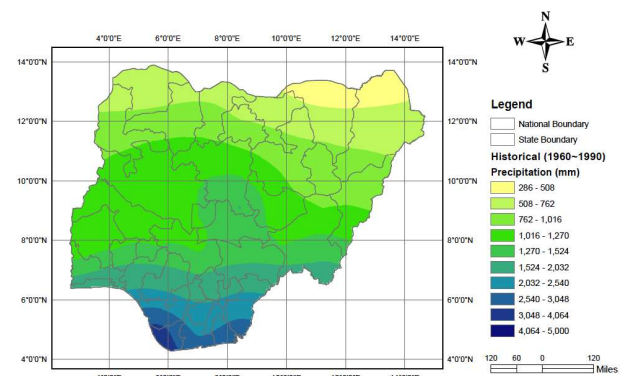 4°0'0"E 6°0'0"E 8°0'0"E 10°0'0"E 12°0'0"E 14°0'0"E
N
W E
S
14°0'0"N 14°0'0"N
12°0'0"N 12°0'0"N
10°0'0"N 10°0'0"N
8°0'0"N 8°0'0"N
6°0'0"N 6°0'0"N
4°0'0"N 4°0'0"N
Legend
National Boundary
State Boundary
Historical (1960~1990)
Precipitation (mm)
286 - 508
508 - 762
762 - 1,016
1,016 - 1,270
1,270 - 1,524
1,524 - 2,032
2,032 - 2,540
2,540 - 3,048
3,048 - 4,064
4,064 - 5,000
120 60 0 120
Miles